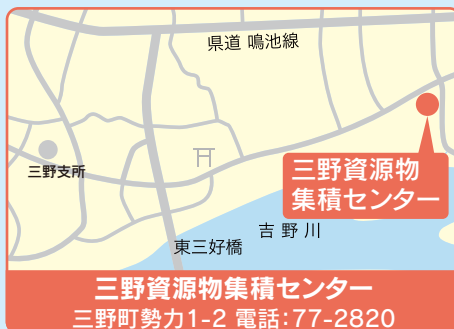 県道 鳴池線
三野支所
三野資源物
集積センター
吉野川
東三好橋
三野資源物集積センター
三野町勢力1-2 電話:77-2820